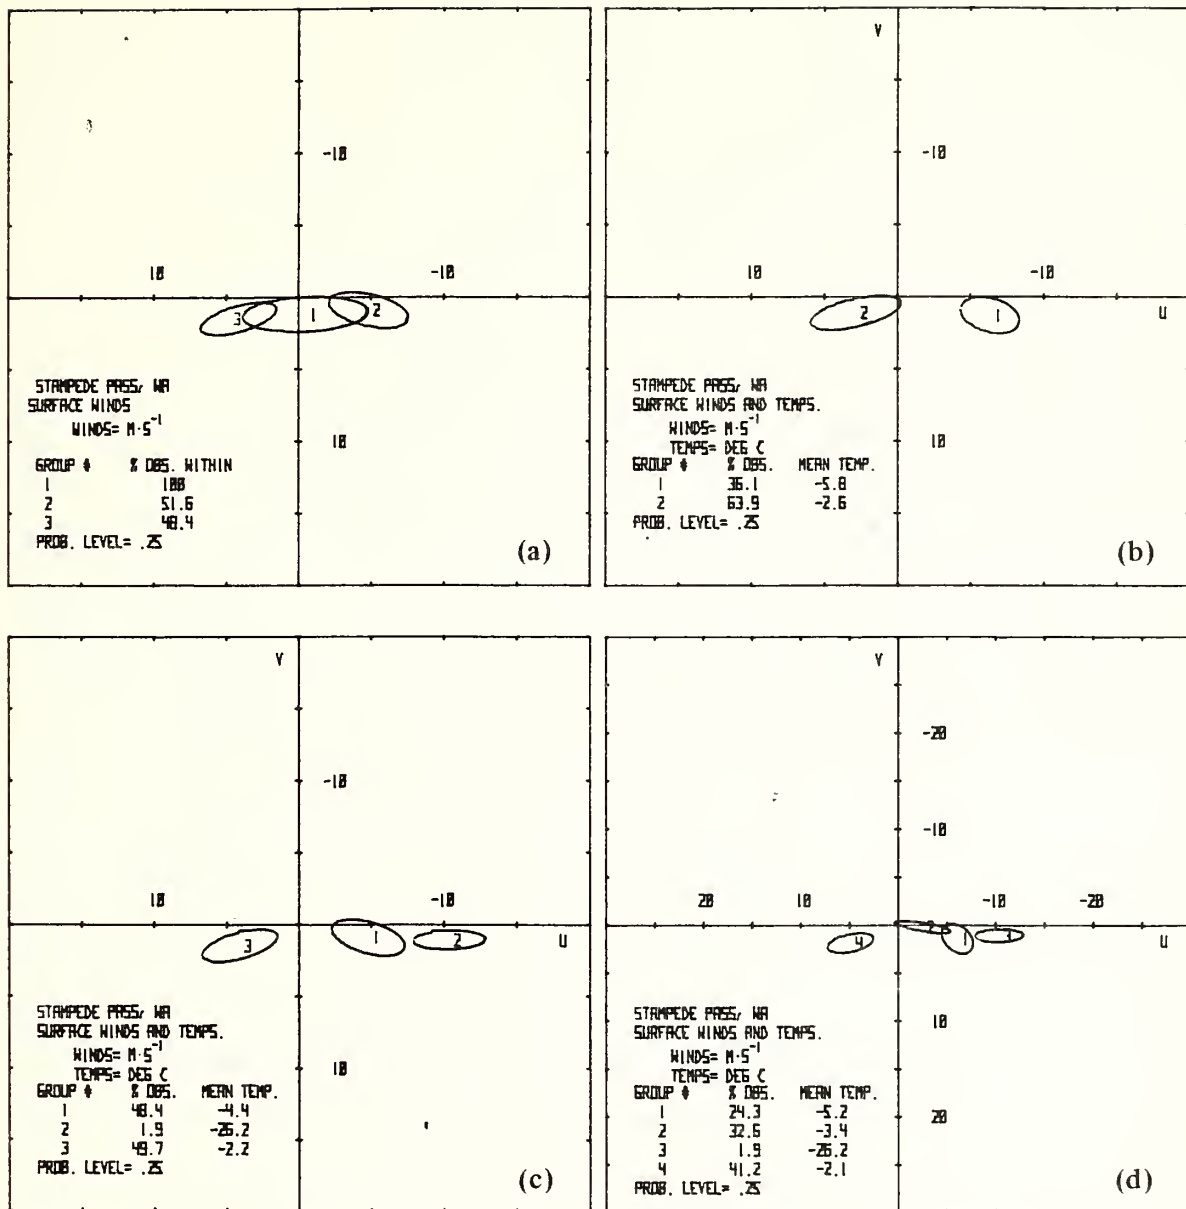 -10
10
-10
3
1
2
STAMPEDE PASS, WA
SURFACE WINDS
WINDS= M·S⁻¹
10
GROUP # % OBS. WITHIN
1 100
2 51.6
3 48.4
PROB. LEVEL= .25
(a)
V
-10
10
-10
2
1
U
STAMPEDE PASS, WA
SURFACE WINDS AND TEMPS.
WINDS= M·S⁻¹
10
TEMPS= DEG C
GROUP # % OBS. MEAN TEMP.
1 36.1 -5.8
2 63.9 -2.6
PROB. LEVEL= .25
(b)
V
-10
10
-10
3
1
2
U
STAMPEDE PASS, WA
SURFACE WINDS AND TEMPS.
WINDS= M·S⁻¹
10
TEMPS= DEG C
GROUP # % OBS. MEAN TEMP.
1 48.4 -4.4
2 1.9 -26.2
3 49.7 -2.2
PROB. LEVEL= .25
(c)
V
-20
-10
20
10
-10
-20
2
4
1
3
U
STAMPEDE PASS, WA
10
SURFACE WINDS AND TEMPS.
WINDS= M·S⁻¹
TEMPS= DEG C
GROUP # % OBS. MEAN TEMP.
1 24.3 -5.2
20
2 32.6 -3.4
3 1.9 -26.2
4 41.2 -2.1
PROB. LEVEL= .25
(d)